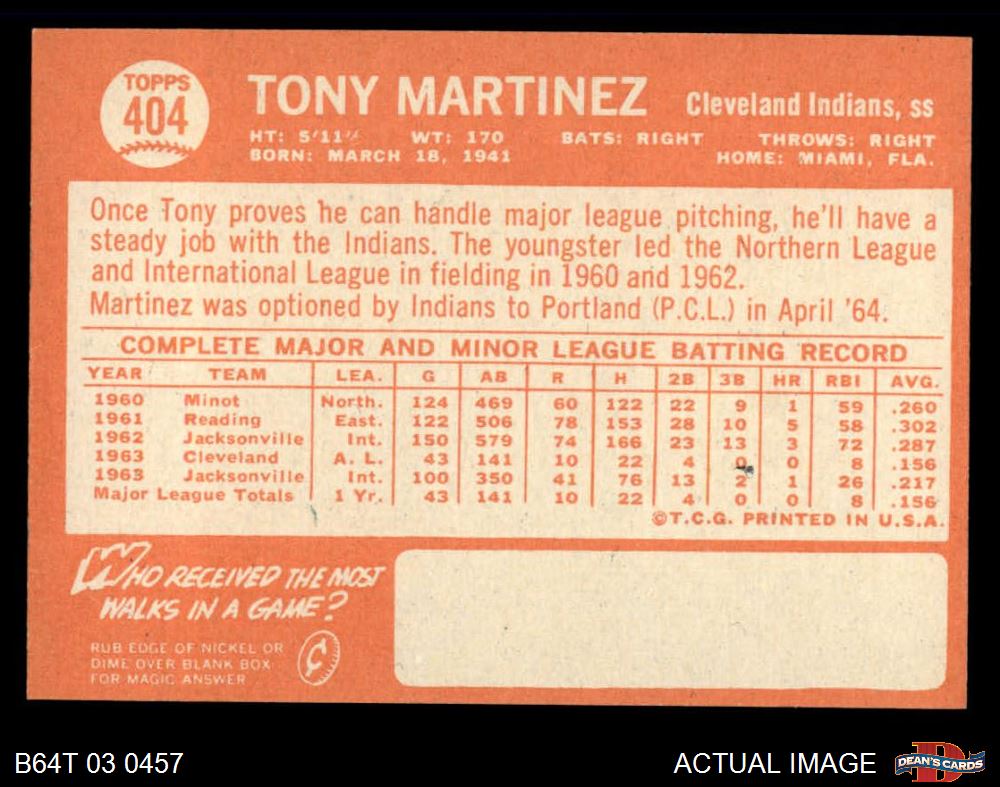 TOPPS
404
TONY MARTINEZ Cleveland Indians, ss
HT: 5'11" WT: 170 BATS: RIGHT THROWS: RIGHT
BORN: MARCH 18, 1941 HOME: MIAMI, FLA.
Once Tony proves he can handle major league pitching, he'll have a
steady job with the Indians. The youngster led the Northern League
and International League in fielding in 1960 and 1962.
Martinez was optioned by Indians to Portland (P.C.L.) in April '64.
COMPLETE MAJOR AND MINOR LEAGUE BATTING RECORD
YEAR TEAM LEA. G AB R H 2B 3B HR RBI AVG.
1960 Minot North. 124 469 60 122 22 9 1 59 .260
1961 Reading East. 122 506 78 153 28 10 5 58 .302
1962 Jacksonville Int. 150 579 74 166 23 13 3 72 .287
1963 Cleveland A. L. 43 141 10 22 4 0 0 8 .156
1963 Jacksonville Int. 100 350 41 76 13 2 1 26 .217
Major League Totals 1 Yr. 43 141 10 22 4 0 0 8 .156
©T.C.G. PRINTED IN U.S.A.
WHO RECEIVED THE MOST
WALKS IN A GAME?
RUB EDGE OF NICKEL OR
DIME OVER BLANK BOX
FOR MAGIC ANSWER
¢
B64T 03 0457
ACTUAL IMAGE
D
DEAN'S CARDS